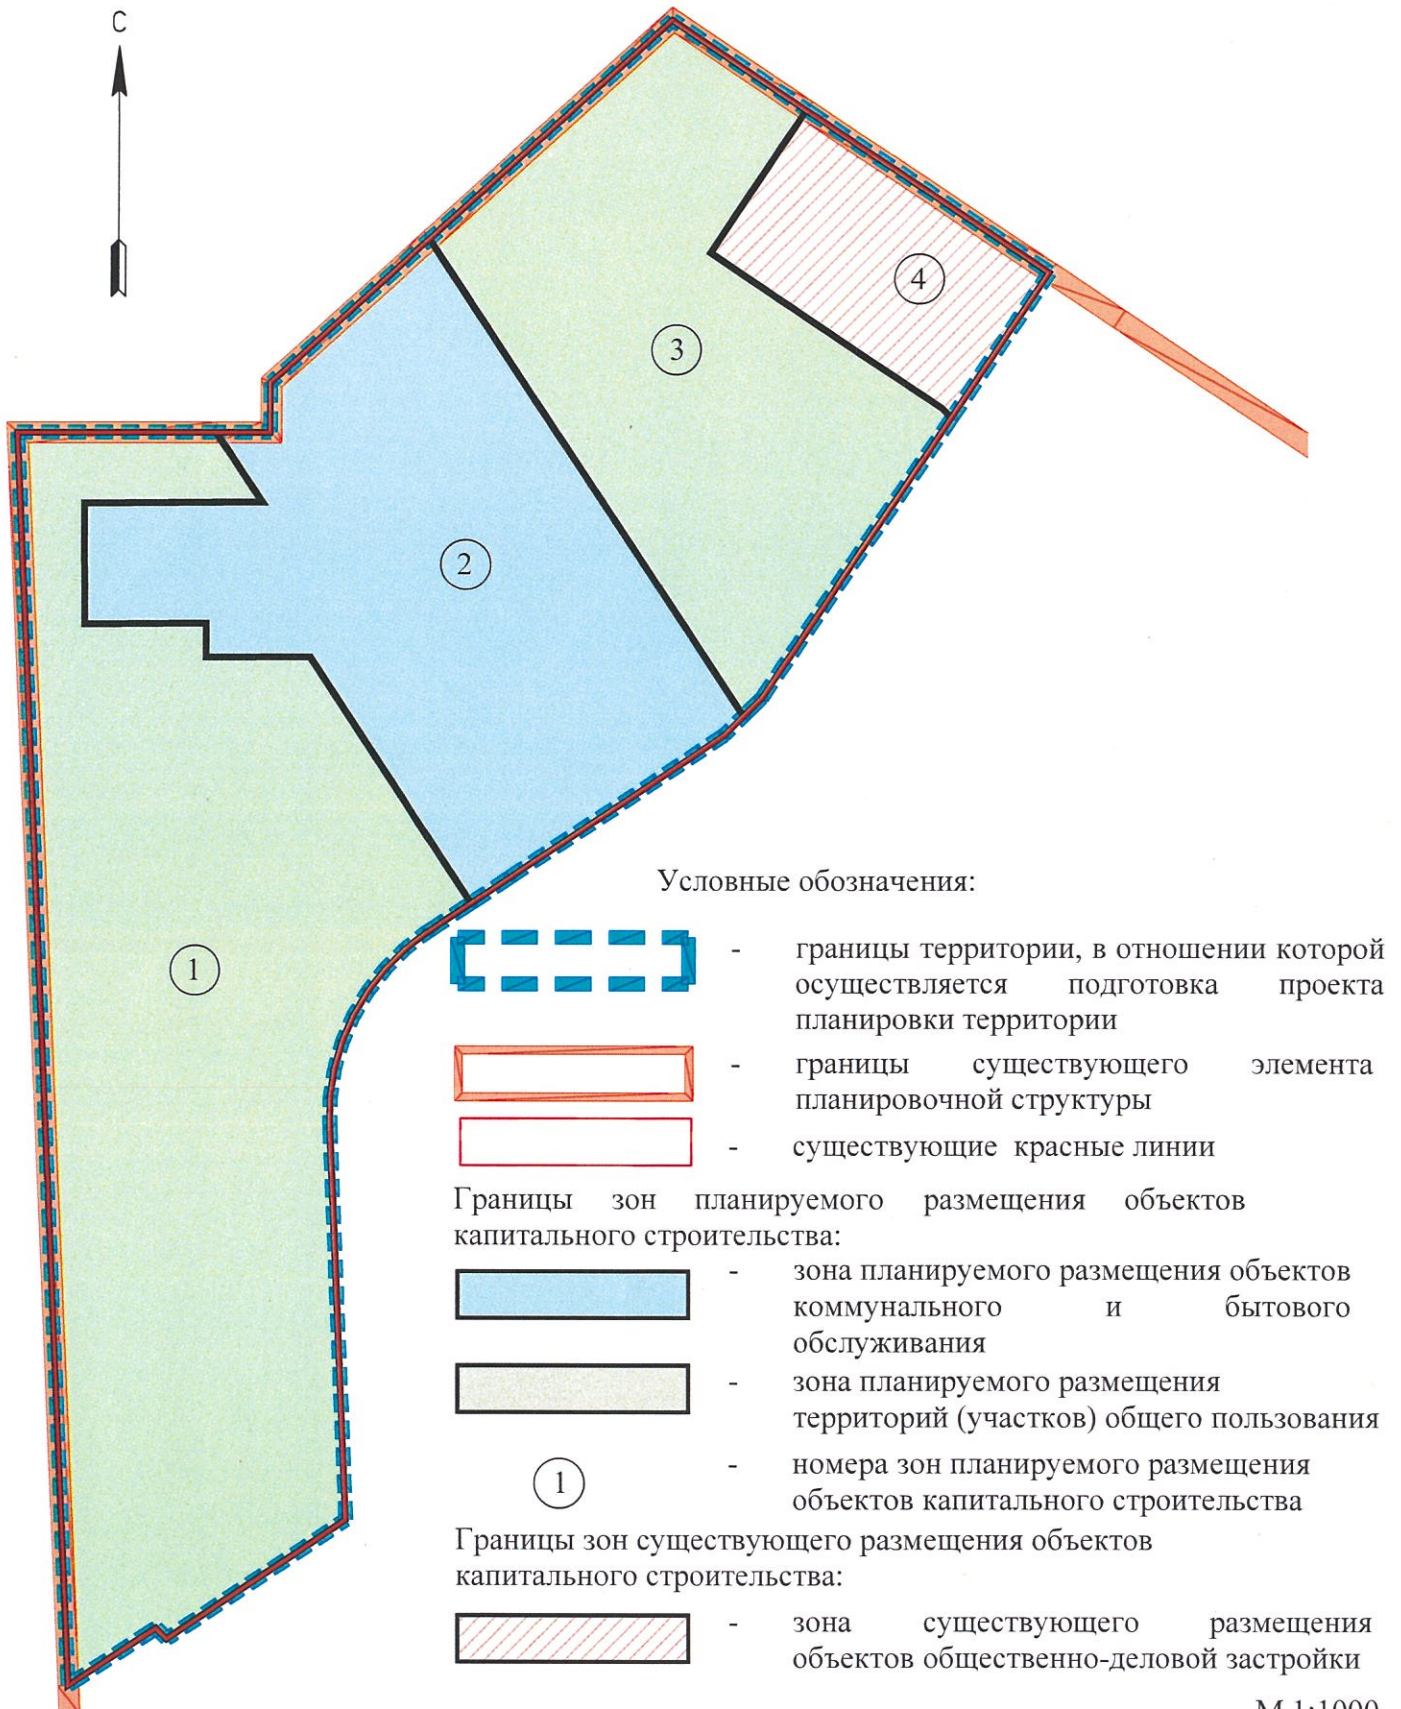 С
4
3
2
1
Условные обозначения:
- границы территории, в отношении которой
осуществляется подготовка проекта
планировки территории
- границы существующего элемента
планировочной структуры
- существующие красные линии
Границы зон планируемого размещения объектов
капитального строительства:
- зона планируемого размещения объектов
коммунального и бытового
обслуживания
- зона планируемого размещения
территорий (участков) общего пользования
1 - номера зон планируемого размещения
объектов капитального строительства
Границы зон существующего размещения объектов
капитального строительства:
- зона существующего размещения
объектов общественно-деловой застройки
М 1:1000